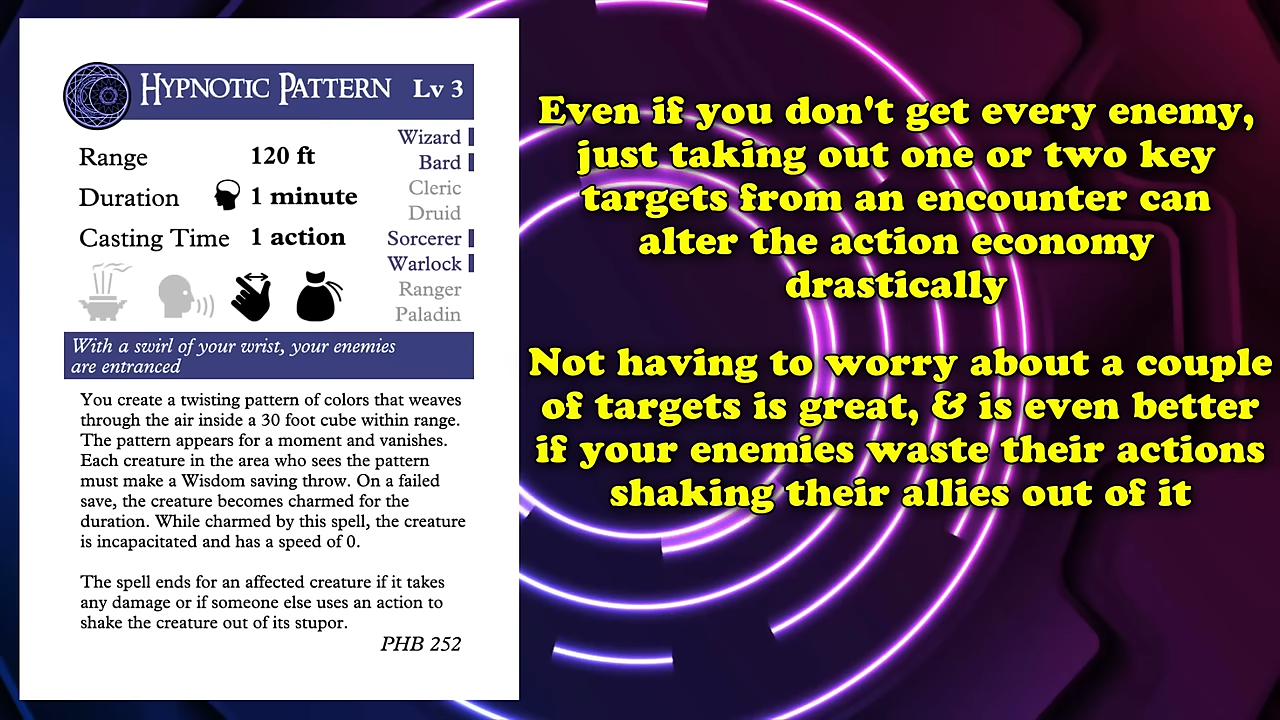 HYPNOTIC PATTERN Lv 3
Range 120 ft
Duration 1 minute
Casting Time 1 action
Wizard
Bard
Cleric
Druid
Sorcerer
Warlock
Ranger
Paladin
With a swirl of your wrist, your enemies
are entranced
You create a twisting pattern of colors that weaves
through the air inside a 30 foot cube within range.
The pattern appears for a moment and vanishes.
Each creature in the area who sees the pattern
must make a Wisdom saving throw. On a failed
save, the creature becomes charmed for the
duration. While charmed by this spell, the creature
is incapacitated and has a speed of 0.
The spell ends for an affected creature if it takes
any damage or if someone else uses an action to
shake the creature out of its stupor.
PHB 252
Even if you don't get every enemy,
just taking out one or two key
targets from an encounter can
alter the action economy
drastically
Not having to worry about a couple
of targets is great, & is even better
if your enemies waste their actions
shaking their allies out of it